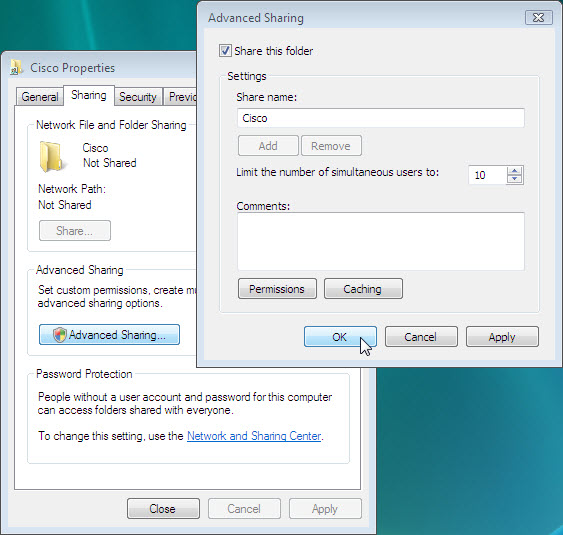 Advanced Sharing
Share this folder
Settings
Share name:
Cisco
Add
Remove
Limit the number of simultaneous users to:
10
Comments:
Permissions
Caching
OK
Cancel
Apply
Cisco Properties
General
Sharing
Security
Previo
Network File and Folder Sharing
Cisco
Not Shared
Network Path:
Not Shared
Share...
Advanced Sharing
Set custom permissions, create mu
advanced sharing options.
Advanced Sharing...
Password Protection
People without a user account and password for this computer
can access folders shared with everyone.
To change this setting, use the Network and Sharing Center.
Close
Cancel
Apply